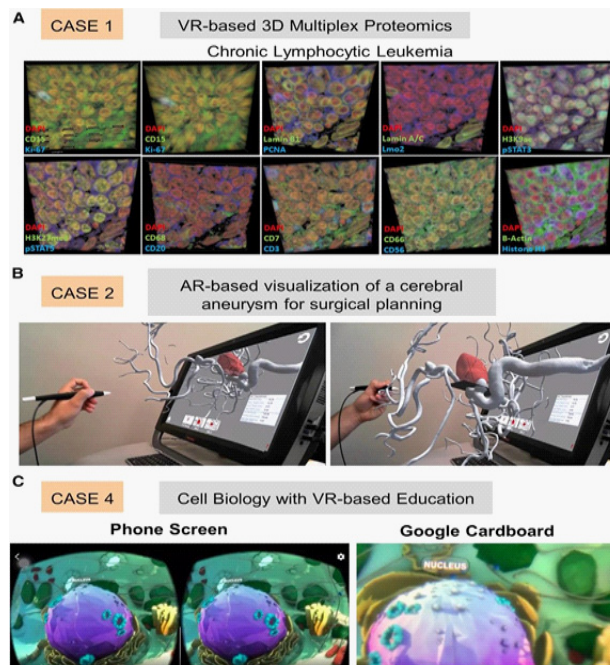 A
CASE 1
VR-based 3D Multiplex Proteomics
Chronic Lymphocytic Leukemia
DAPI
CD15
Ki-67
DAPI
CD15
Ki-67
DAPI
Lamin B1
PCNA
DAPI
Lamin A/C
Lmo2
DAPI
H3K9ac
pSTAT3
DAPI
pSTAT5
DAPI
CD68
CD20
DAPI
CD7
CD3
DAPI
CD66
CD56
DAPI
B-Actin
B
CASE 2
AR-based visualization of a cerebral
aneurysm for surgical planning
C
CASE 4
Cell Biology with VR-based Education
Phone Screen
Google Cardboard
NUCLEUS
NUCLEUS
NUCLEUS